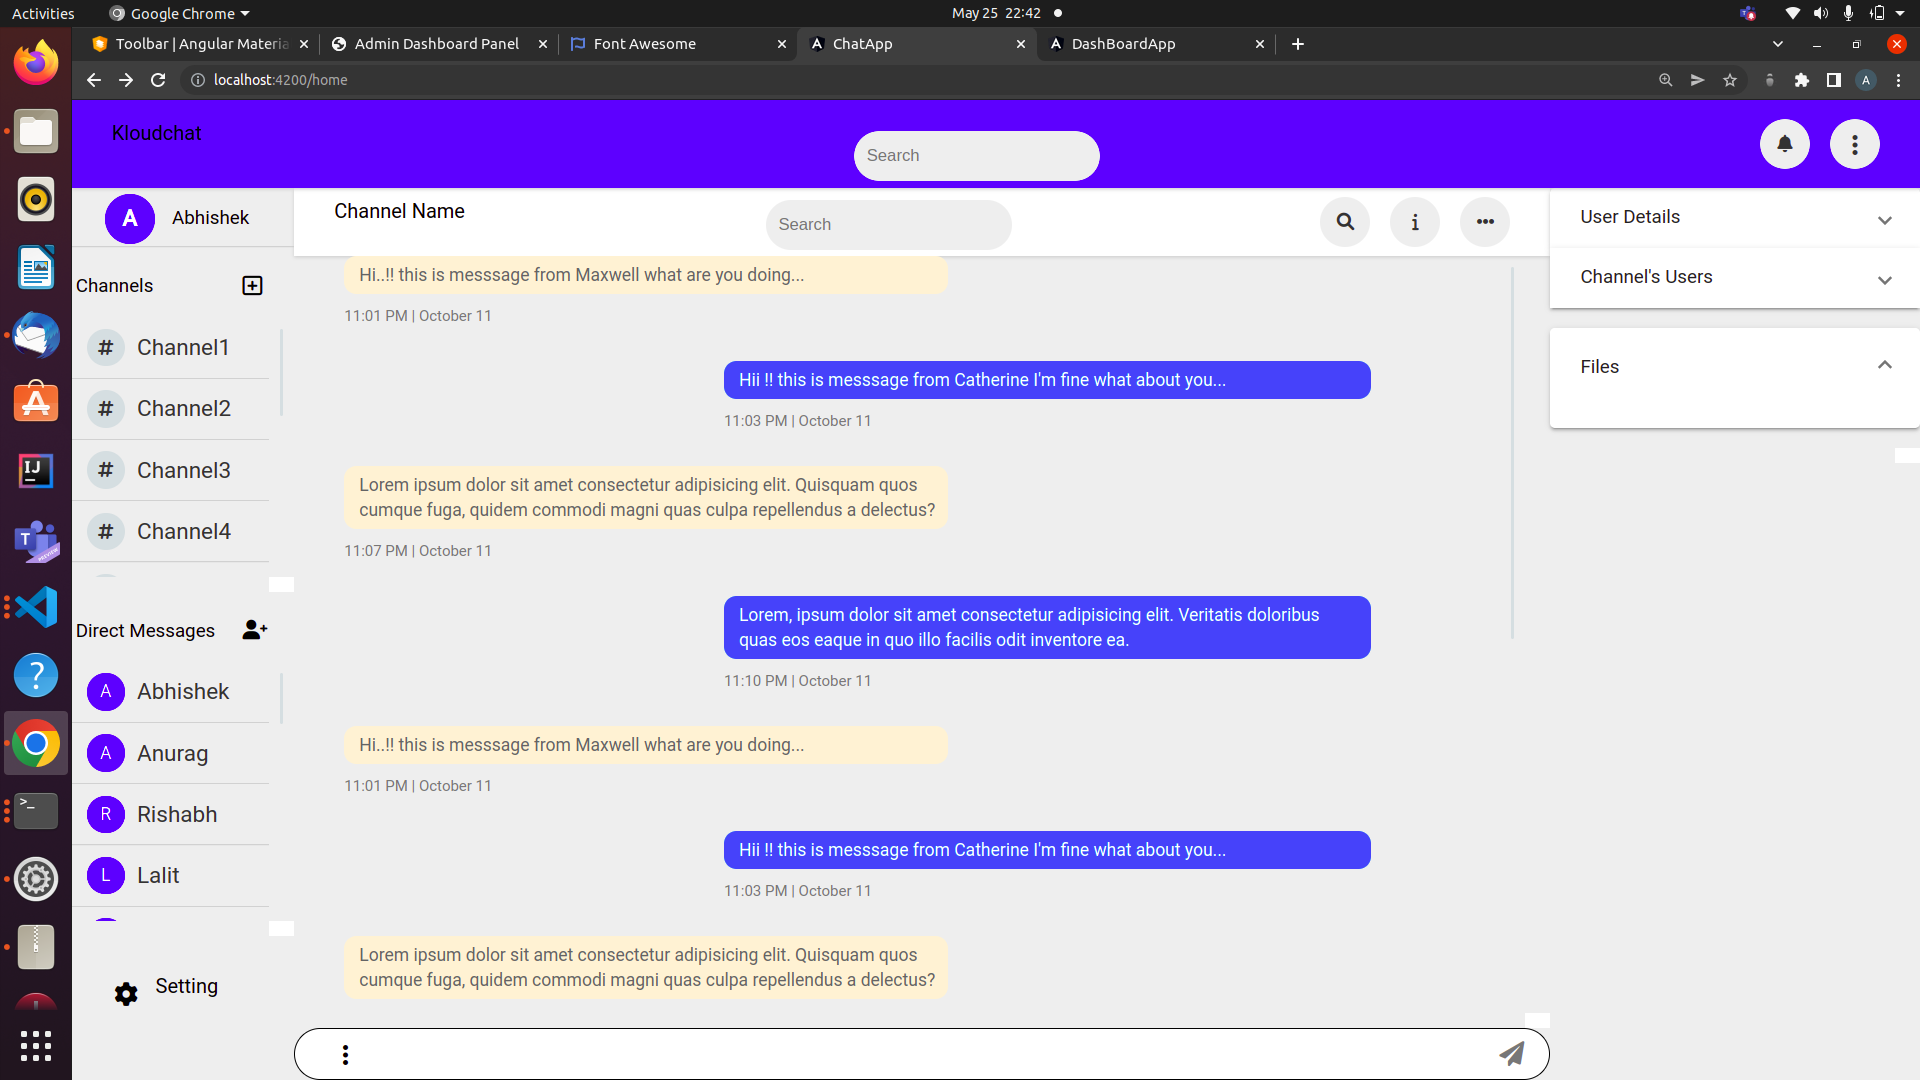 Activities
Google Chrome
May 25 22:42
Toolbar | Angular Materia
Admin Dashboard Panel
Font Awesome
ChatApp
DashBoardApp
localhost:4200/home
A
Kloudchat
Search
A
Abhishek
Channels
# Channel1
# Channel2
# Channel3
# Channel4
Direct Messages
A Abhishek
A Anurag
R Rishabh
L Lalit
Setting
Channel Name
Search
Hi..!! this is messsage from Maxwell what are you doing...
11:01 PM | October 11
Hii !! this is messsage from Catherine I'm fine what about you...
11:03 PM | October 11
Lorem ipsum dolor sit amet consectetur adipisicing elit. Quisquam quos
cumque fuga, quidem commodi magni quas culpa repellendus a delectus?
11:07 PM | October 11
Lorem, ipsum dolor sit amet consectetur adipisicing elit. Veritatis doloribus
quas eos eaque in quo illo facilis odit inventore ea.
11:10 PM | October 11
Hi..!! this is messsage from Maxwell what are you doing...
11:01 PM | October 11
Hii !! this is messsage from Catherine I'm fine what about you...
11:03 PM | October 11
Lorem ipsum dolor sit amet consectetur adipisicing elit. Quisquam quos
cumque fuga, quidem commodi magni quas culpa repellendus a delectus?
User Details
Channel's Users
Files